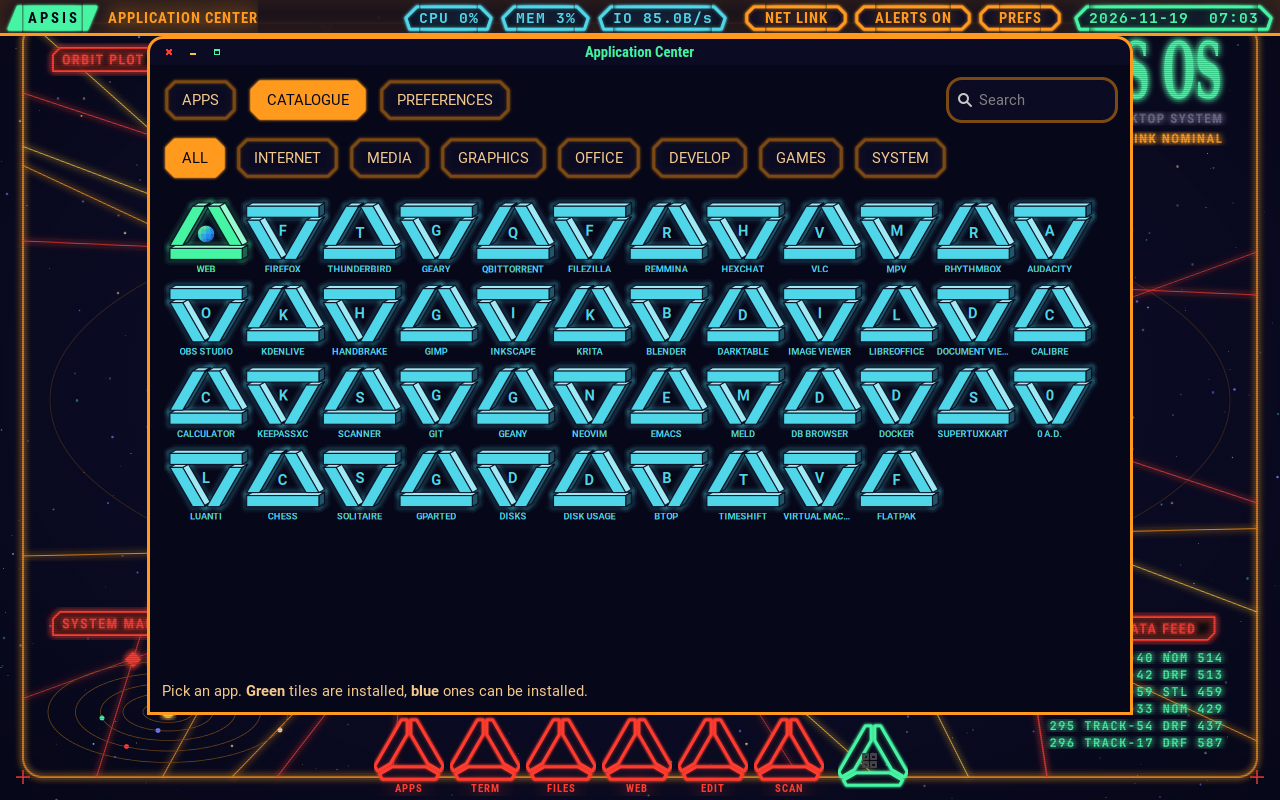 APSIS APPLICATION CENTER CPU 0% MEM 3% IO 85.0B/s NET LINK ALERTS ON PREFS 2026-11-19 07:03
ORBIT PLOT
Application Center
S OS
APPS CATALOGUE PREFERENCES Search
KTOP SYSTEM
INK NOMINAL
ALL INTERNET MEDIA GRAPHICS OFFICE DEVELOP GAMES SYSTEM
F T G Q F R H V M R A
WEB FIREFOX THUNDERBIRD GEARY QBITTORRENT FILEZILLA REMMINA HEXCHAT VLC MPV RHYTHMBOX AUDACITY
O K H G I K B D I L D C
OBS STUDIO KDENLIVE HANDBRAKE GIMP INKSCAPE KRITA BLENDER DARKTABLE IMAGE VIEWER LIBREOFFICE DOCUMENT VIE... CALIBRE
C K S G G N E M D D S 0
CALCULATOR KEEPASSXC SCANNER GIT GEANY NEOVIM EMACS MELD DB BROWSER DOCKER SUPERTUXKART 0 A.D.
L C S G D D B T V F
LUANTI CHESS SOLITAIRE GPARTED DISKS DISK USAGE BTOP TIMESHIFT VIRTUAL MAC... FLATPAK
SYSTEM MA
ATA FEED
40 NOM 514
42 DRF 513
59 STL 459
33 NOM 429
295 TRACK-54 DRF 437
296 TRACK-17 DRF 587
Pick an app. Green tiles are installed, blue ones can be installed.
APPS TERM FILES WEB EDIT SCAN